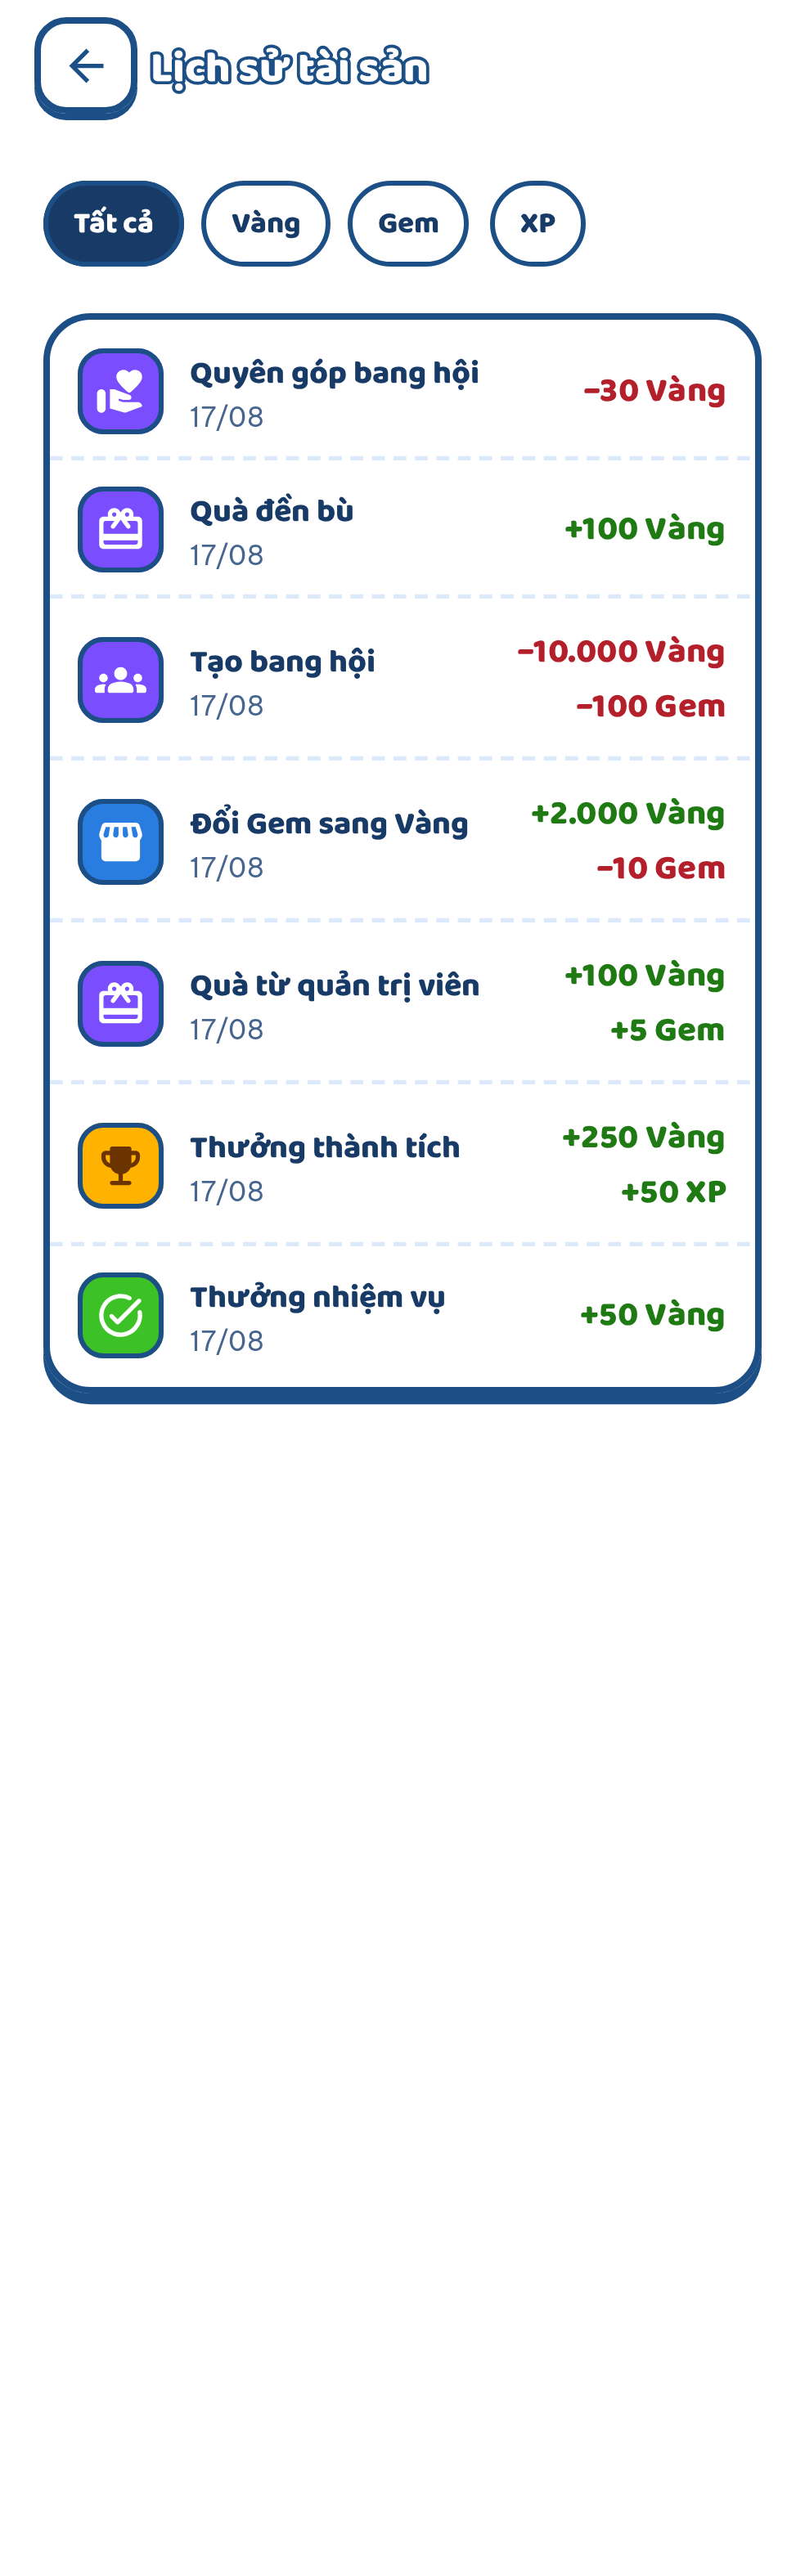 Lịch sử tài sản
Tất cả
Vàng
Gem
XP
Quyên góp bang hội
17/08
−30 Vàng
Quà đền bù
17/08
+100 Vàng
Tạo bang hội
17/08
−10.000 Vàng
−100 Gem
Đổi Gem sang Vàng
17/08
+2.000 Vàng
−10 Gem
Quà từ quản trị viên
17/08
+100 Vàng
+5 Gem
Thưởng thành tích
17/08
+250 Vàng
+50 XP
Thưởng nhiệm vụ
17/08
+50 Vàng